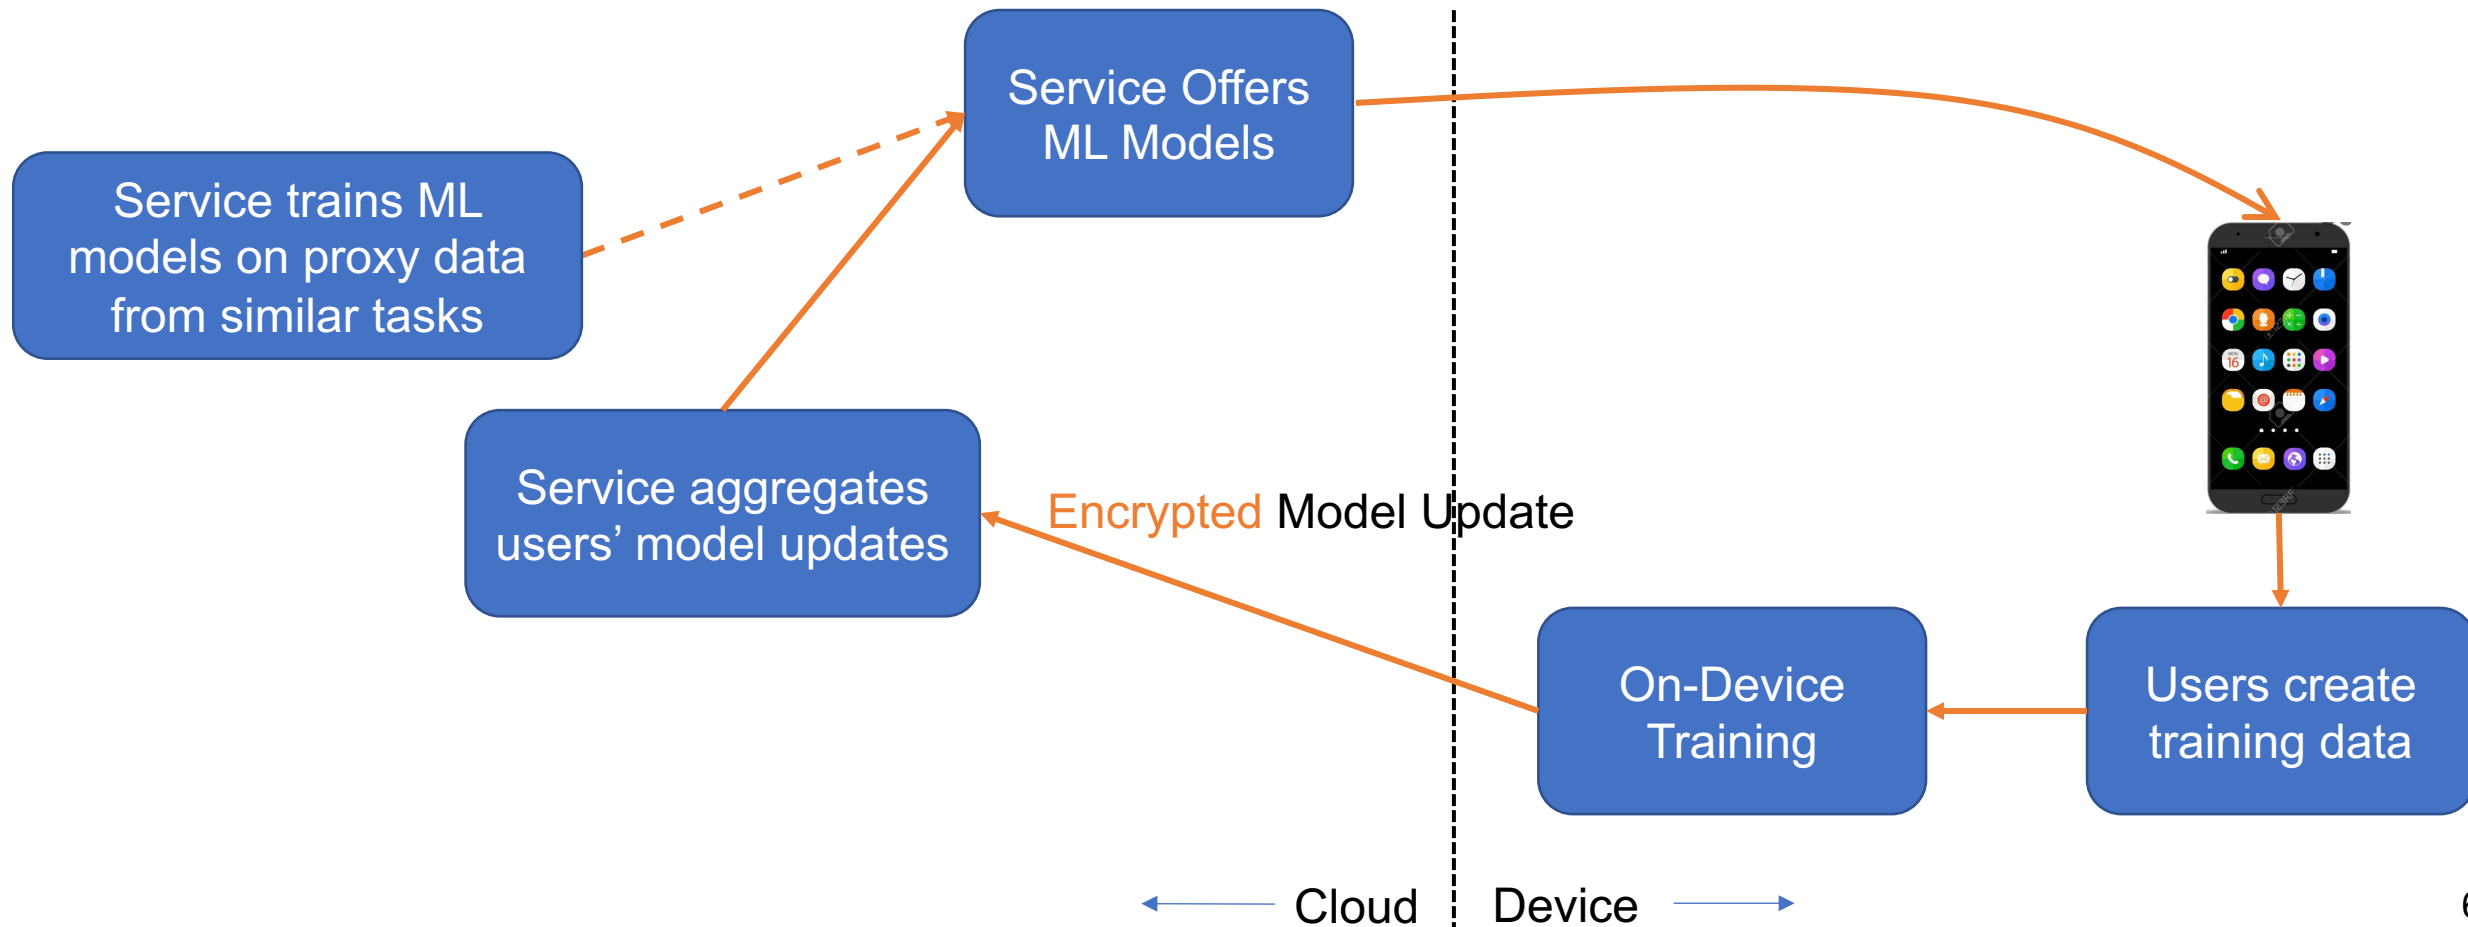 Service Offers
ML Models
Service trains ML
models on proxy data
from similar tasks
Service aggregates
users’ model updates
Encrypted Model Update
On-Device
Training
Users create
training data
Cloud
Device